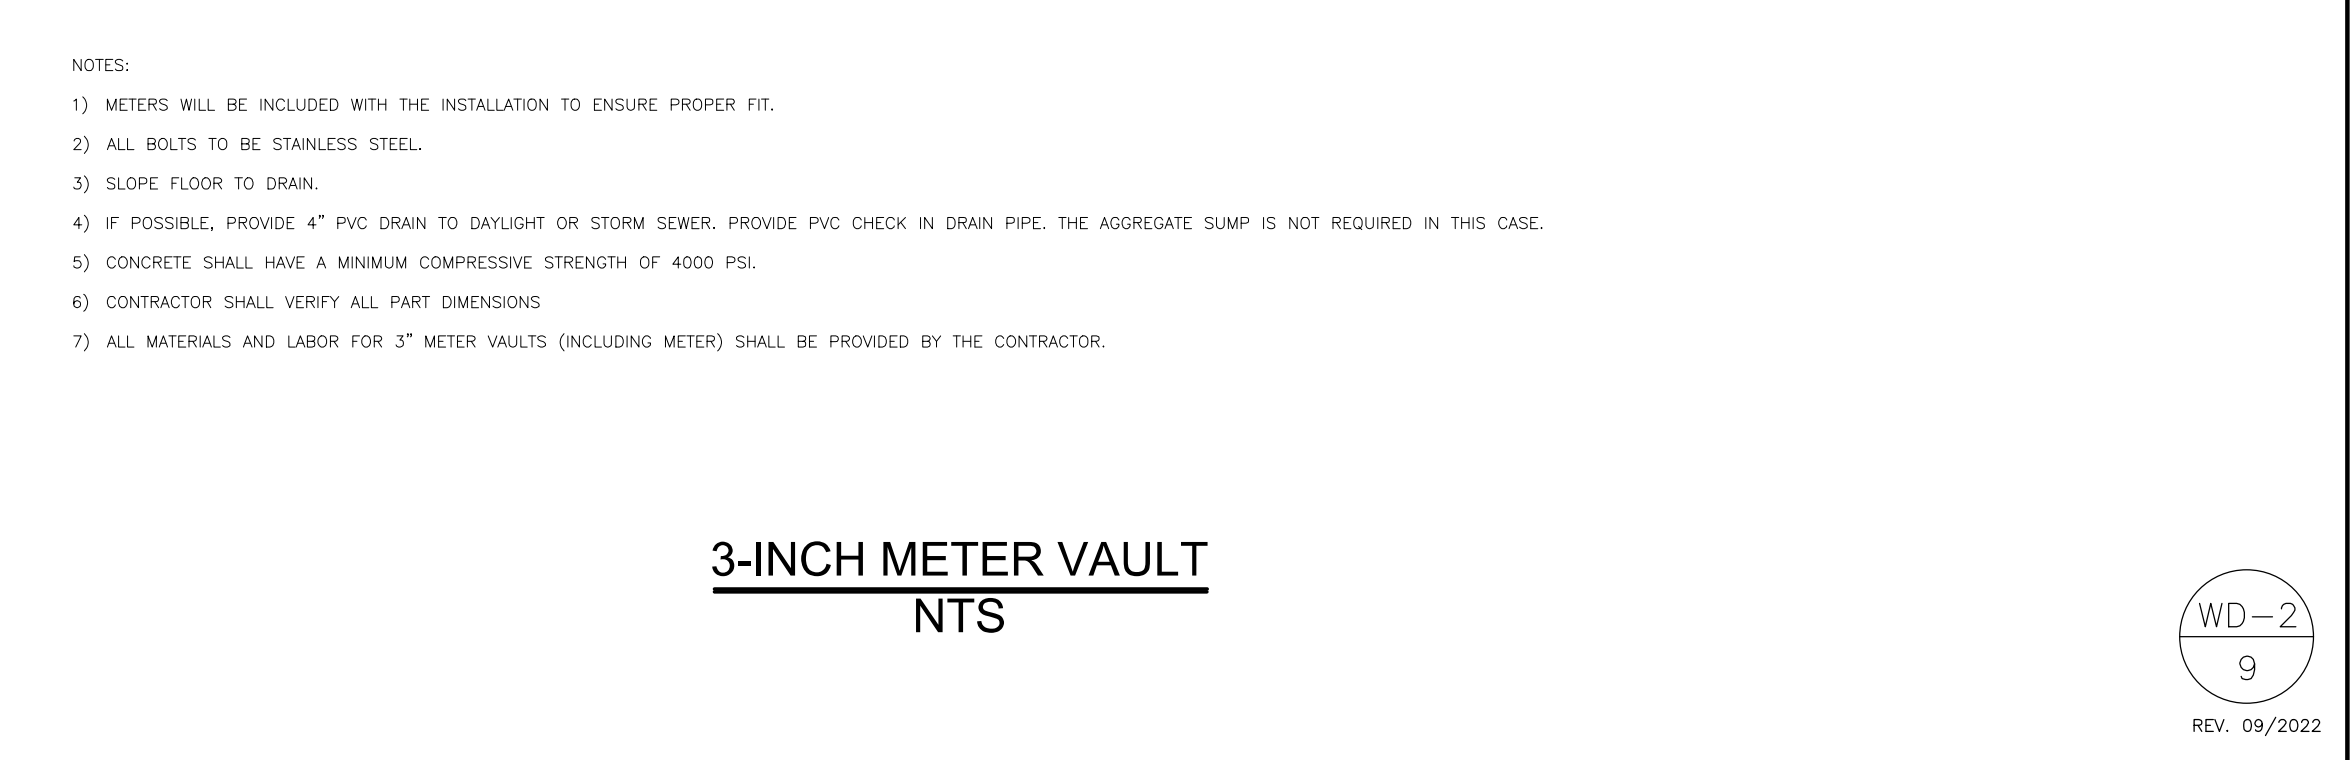 NOTES:
1) METERS WILL BE INCLUDED WITH THE INSTALLATION TO ENSURE PROPER FIT.
2) ALL BOLTS TO BE STAINLESS STEEL.
3) SLOPE FLOOR TO DRAIN.
4) IF POSSIBLE, PROVIDE 4" PVC DRAIN TO DAYLIGHT OR STORM SEWER. PROVIDE PVC CHECK IN DRAIN PIPE. THE AGGREGATE SUMP IS NOT REQUIRED IN THIS CASE.
5) CONCRETE SHALL HAVE A MINIMUM COMPRESSIVE STRENGTH OF 4000 PSI.
6) CONTRACTOR SHALL VERIFY ALL PART DIMENSIONS
7) ALL MATERIALS AND LABOR FOR 3" METER VAULTS (INCLUDING METER) SHALL BE PROVIDED BY THE CONTRACTOR.
3-INCH METER VAULT
NTS
WD-2
9
REV. 09/2022